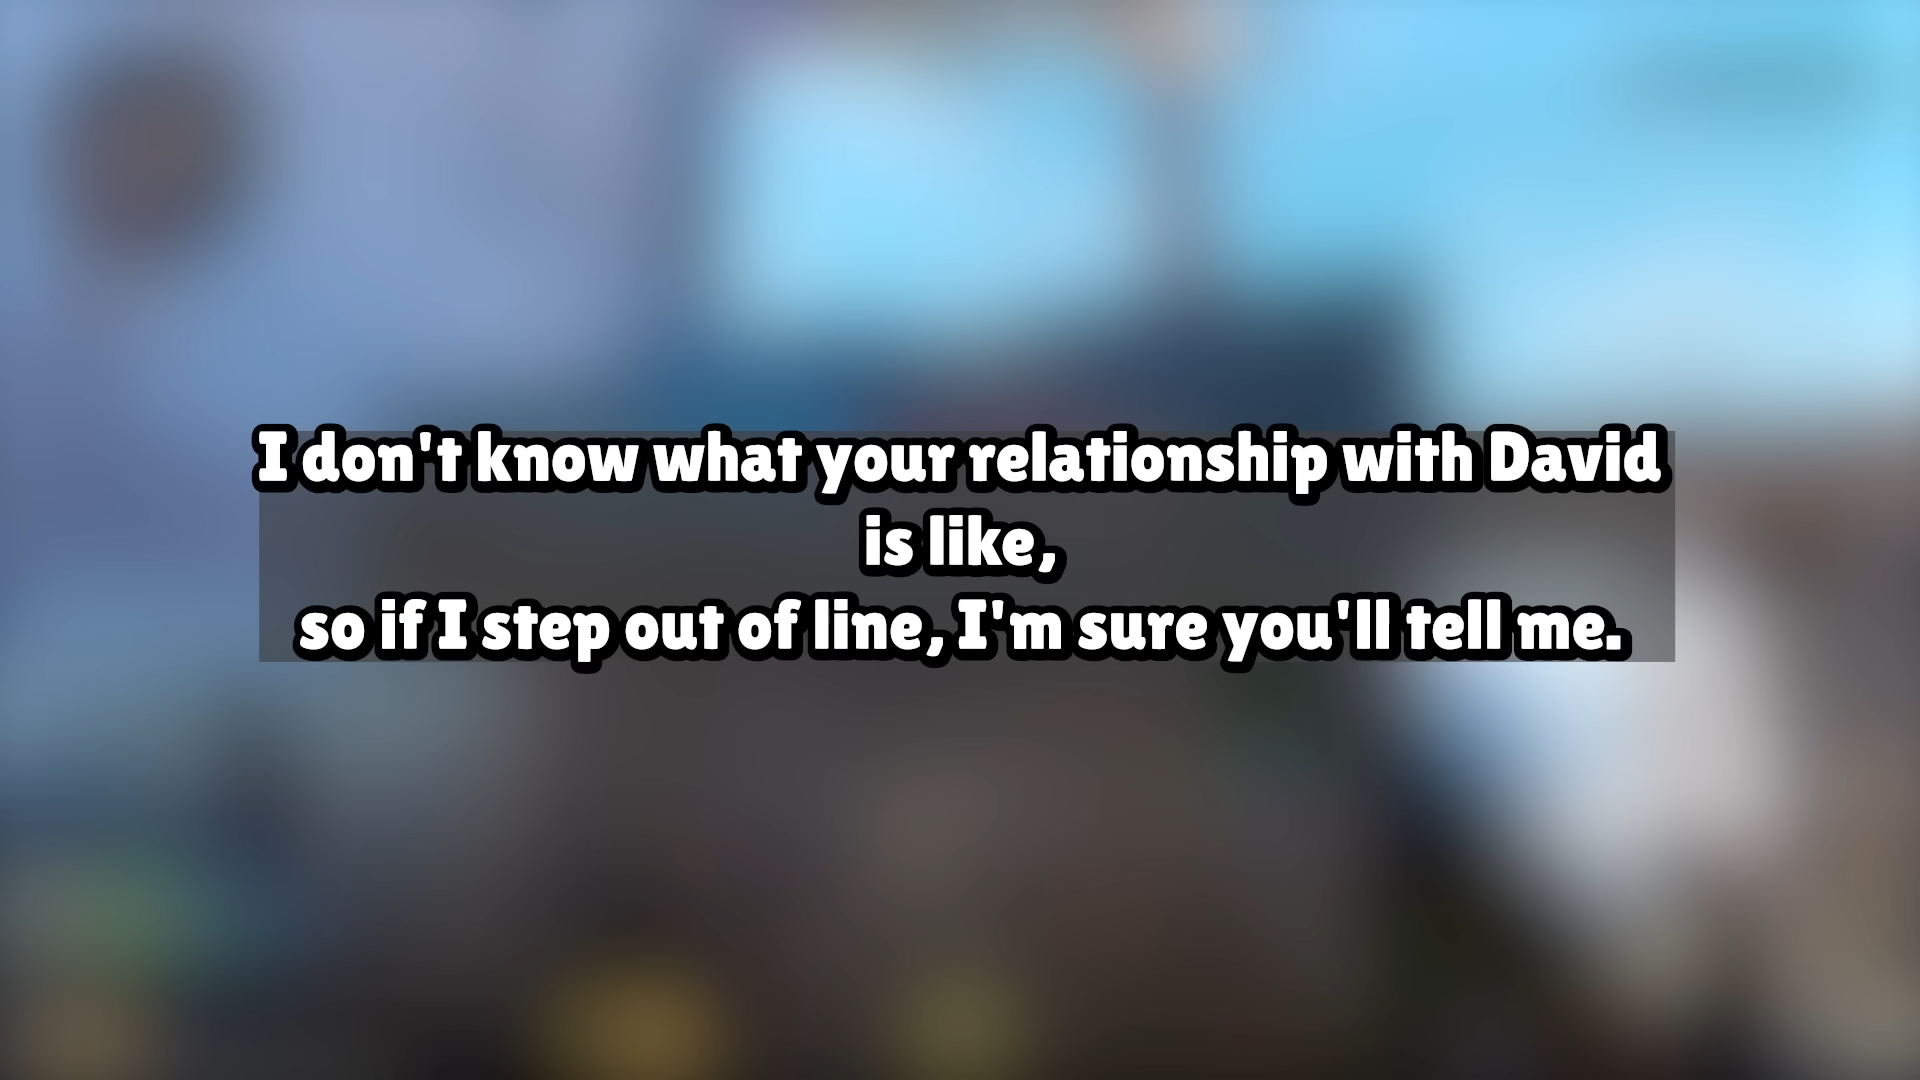 I don't know what your relationship with David
is like,
so if I step out of line, I'm sure you'll tell me.